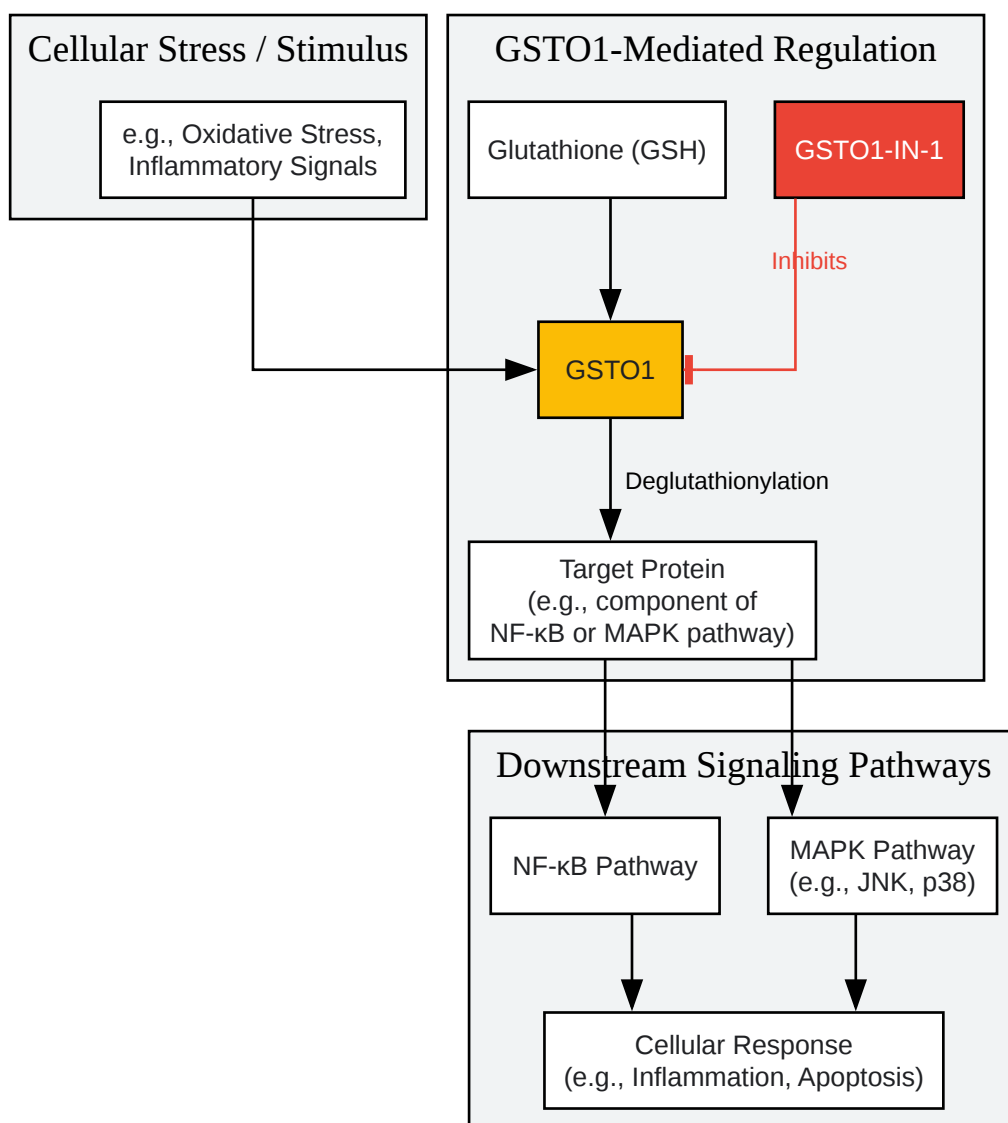 Cellular Stress / Stimulus
e.g., Oxidative Stress,
Inflammatory Signals
GSTO1-Mediated Regulation
Glutathione (GSH)
GSTO1-IN-1
Inhibits
GSTO1
Deglutathionylation
Target Protein
(e.g., component of
NF-κB or MAPK pathway)
Downstream Signaling Pathways
NF-κB Pathway
MAPK Pathway
(e.g., JNK, p38)
Cellular Response
(e.g., Inflammation, Apoptosis)